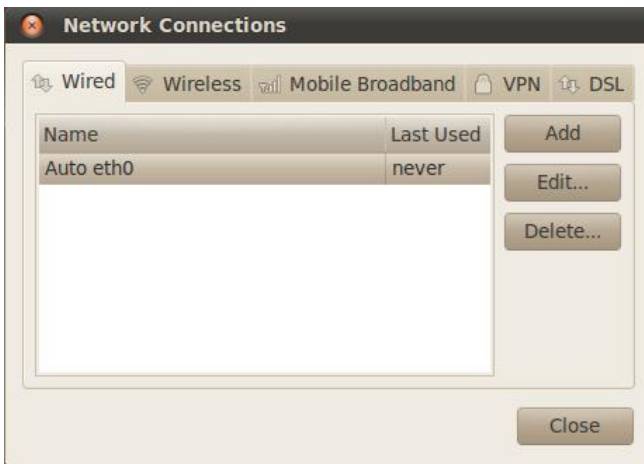 Network Connections
Wired Wireless Mobile Broadband VPN DSL
Name Last Used
Auto eth0 never
Add
Edit...
Delete...
Close